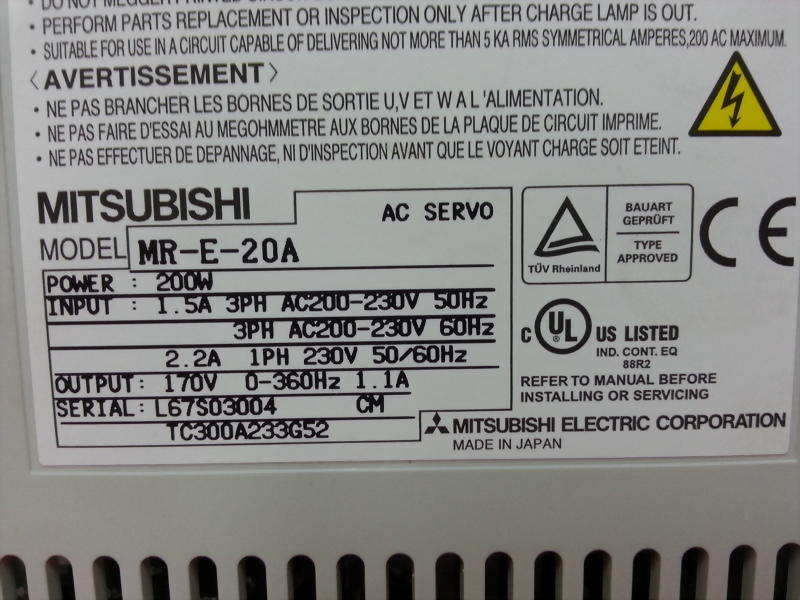 · PERFORM PARTS REPLACEMENT OR INSPECTION ONLY AFTER CHARGE LAMP IS OUT.
· SUITABLE FOR USE IN A CIRCUIT CAPABLE OF DELIVERING NOT MORE THAN 5 KA RMS SYMMETRICAL AMPERES,200 AC MAXIMUM.
〈AVERTISSEMENT〉
· NE PAS BRANCHER LES BORNES DE SORTIE U,V ET W A L'ALIMENTATION.
· NE PAS FAIRE D'ESSAI AU MEGOHMMETRE AUX BORNES DE LA PLAQUE DE CIRCUIT IMPRIME.
· NE PAS EFFECTUER DE DEPANNAGE, NI D'INSPECTION AVANT QUE LE VOYANT CHARGE SOIT ETEINT.
MITSUBISHI AC SERVO
MODEL MR-E-20A
POWER : 200W
INPUT : 1.5A 3PH AC200-230V 50Hz
3PH AC200-230V 60Hz
2.2A 1PH 230V 50/60Hz
OUTPUT: 170V 0-360Hz 1.1A
SERIAL: L67S03004 CM
TC300A233G52
TÜV Rheinland
BAUART
GEPRÜFT
TYPE
APPROVED
CE
C UL US LISTED
IND. CONT. EQ
88R2
REFER TO MANUAL BEFORE
INSTALLING OR SERVICING
MITSUBISHI ELECTRIC CORPORATION
MADE IN JAPAN